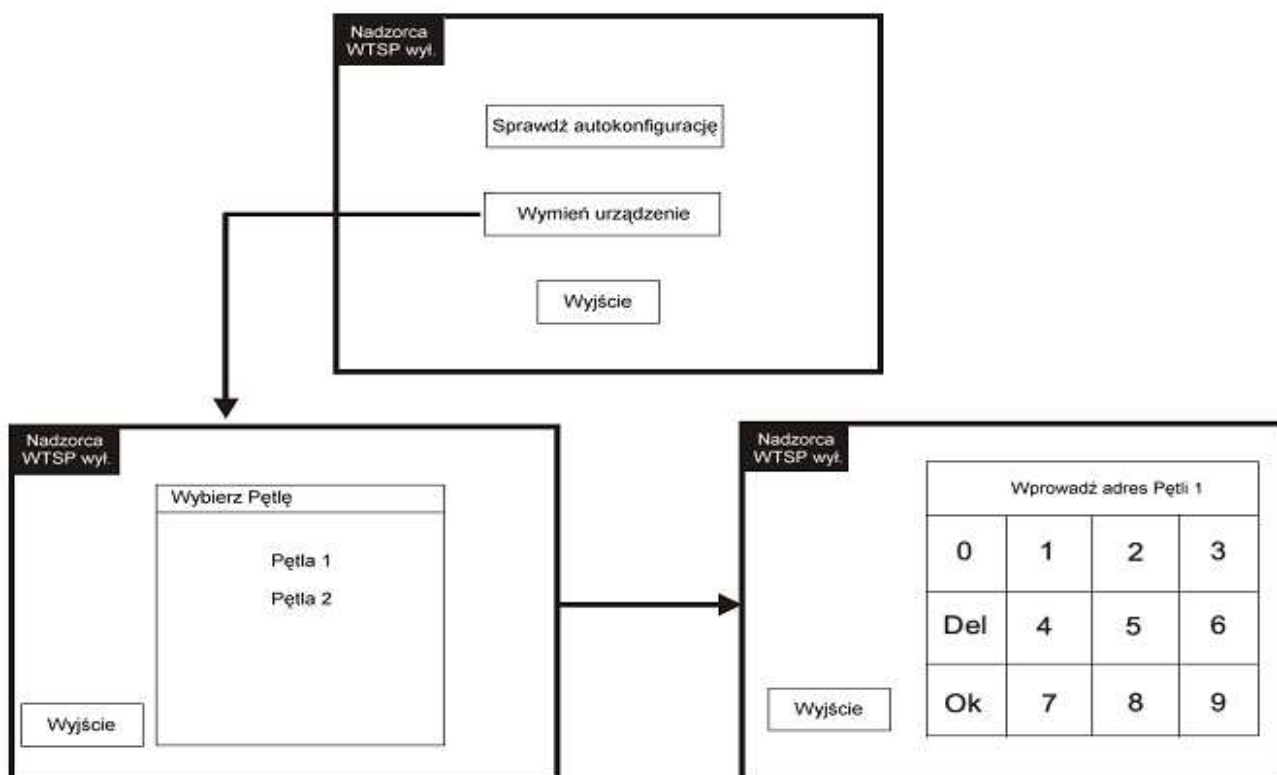 Nadzorca
WTSP wył.
Sprawdź autokonfigurację
Wymień urządzenie
Wyjście
Nadzorca
WTSP wył.
Wybierz Pętlę
Pętla 1
Pętla 2
Wyjście
Nadzorca
WTSP wył.
Wprowadź adres Pętli 1
0 1 2 3
Del 4 5 6
Ok 7 8 9
Wyjście